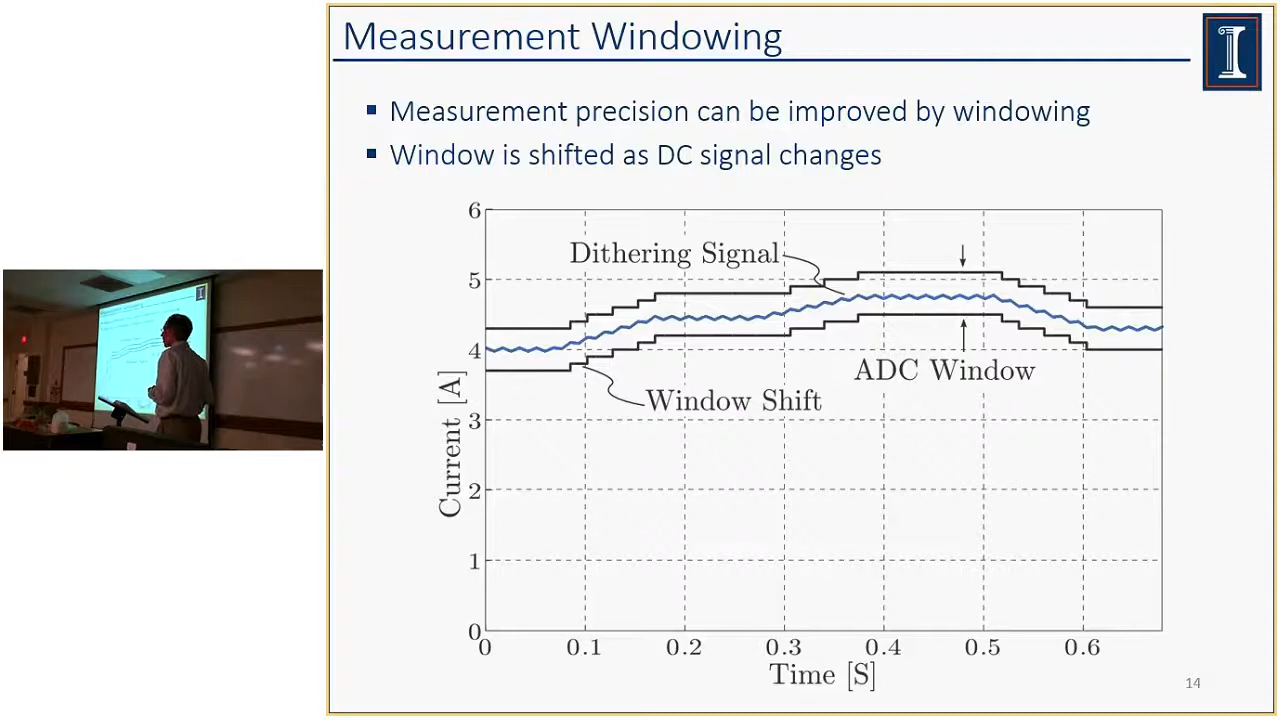 Measurement Windowing
▪ Measurement precision can be improved by windowing
▪ Window is shifted as DC signal changes
6
5
4
3
2
1
0
Current [A]
Dithering Signal
ADC Window
Window Shift
0 0.1 0.2 0.3 0.4 0.5 0.6
Time [S]
14
I